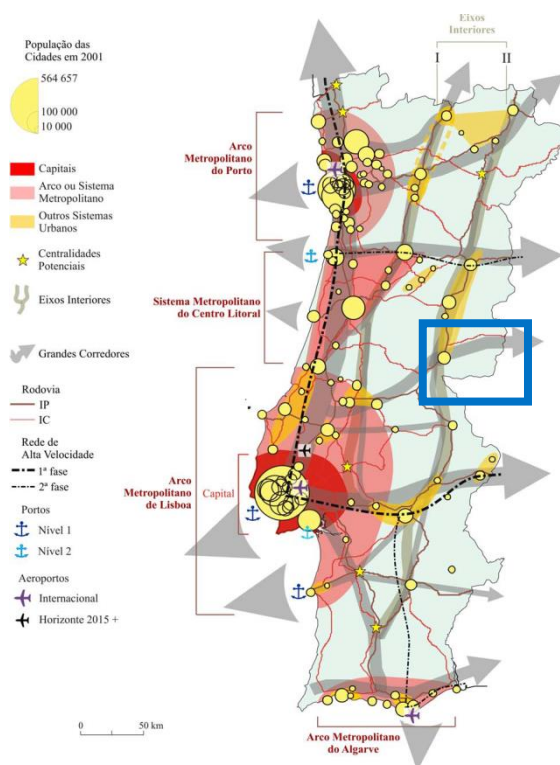 População das
Cidades em 2001
564 657
100 000
10 000
Capitais
Arco ou Sistema
Metropolitano
Outros Sistemas
Urbanos
Centralidades
Potenciais
Eixos Interiores
Grandes Corredores
Rodovia
IP
IC
Rede de
Alta Velocidade
1ª fase
2ª fase
Portos
Nível 1
Nível 2
Aeroportos
Internacional
Horizonte 2015 +
0
50 km
Eixos
Interiores
I
II
Arco
Metropolitano
do Porto
Sistema Metropolitano
do Centro Litoral
Arco
Metropolitano
de Lisboa
Capital
Arco Metropolitano
do Algarve